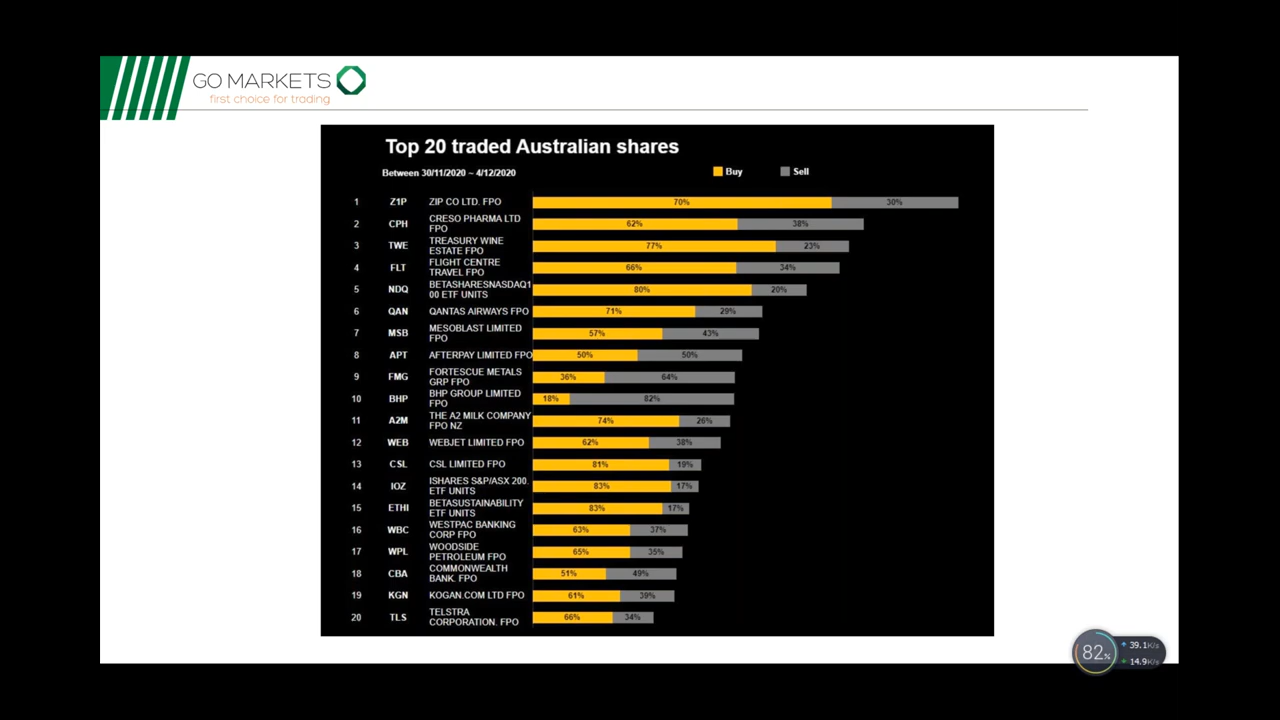 GO MARKETS
first choice for trading
Top 20 traded Australian shares
Between 30/11/2020 ~ 4/12/2020
Buy Sell
1 Z1P ZIP CO LTD. FPO 70% 30%
2 CPH CRESO PHARMA LTD
FPO 62% 38%
3 TWE TREASURY WINE
ESTATE FPO 77% 23%
4 FLT FLIGHT CENTRE
TRAVEL FPO 66% 34%
5 NDQ BETASHARESNASDAQ1
00 ETF UNITS 80% 20%
6 QAN QANTAS AIRWAYS FPO 71% 29%
7 MSB MESOBLAST LIMITED
FPO 57% 43%
8 APT AFTERPAY LIMITED FPO 50% 50%
9 FMG FORTESCUE METALS
GRP FPO 36% 64%
10 BHP BHP GROUP LIMITED
FPO 18% 82%
11 A2M THE A2 MILK COMPANY
FPO NZ 74% 26%
12 WEB WEBJET LIMITED FPO 62% 38%
13 CSL CSL LIMITED FPO 81% 19%
14 IOZ ISHARES S&P/ASX 200.
ETF UNITS 83% 17%
15 ETHI BETASUSTAINABILITY
ETF UNITS 83% 17%
16 WBC WESTPAC BANKING
CORP FPO 63% 37%
17 WPL WOODSIDE
PETROLEUM FPO 65% 35%
18 CBA COMMONWEALTH
BANK. FPO 51% 49%
19 KGN KOGAN.COM LTD FPO 61% 39%
20 TLS TELSTRA
CORPORATION. FPO 66% 34%
82% 39.1K/s
14.9K/s